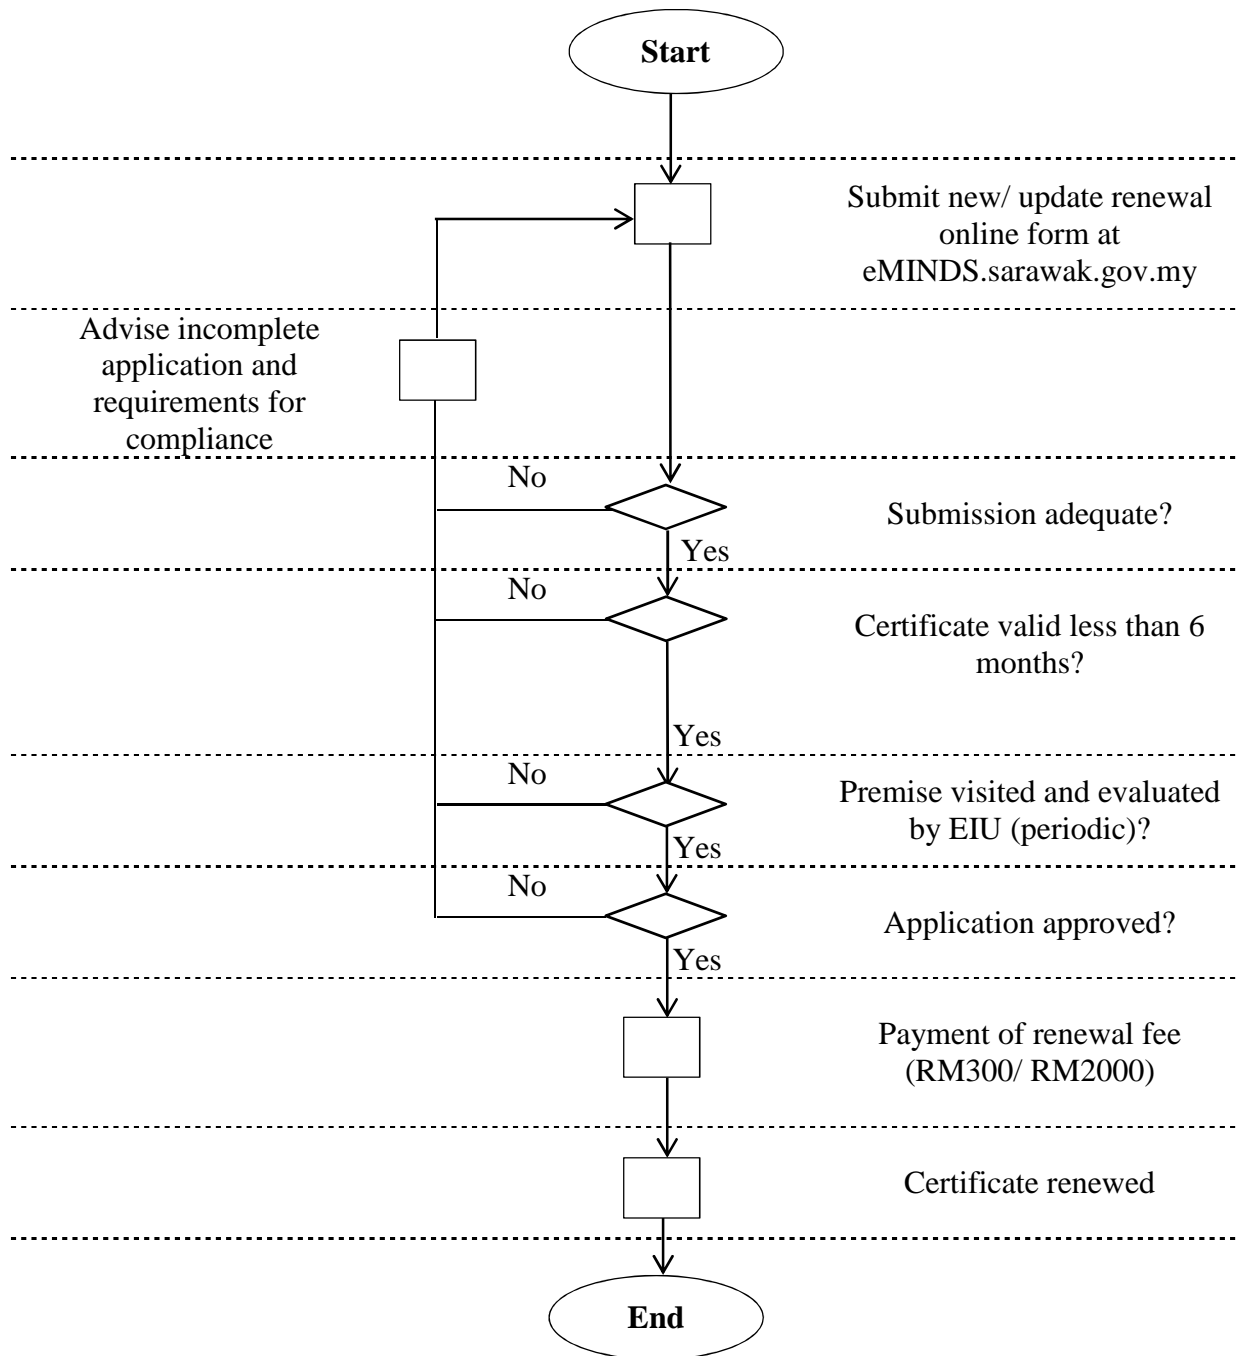 Start
Submit new/ update renewal
online form at
eMINDS.sarawak.gov.my
Advise incomplete
application and
requirements for
compliance
No
Submission adequate?
Yes
No
Certificate valid less than 6
months?
Yes
No
Premise visited and evaluated
by EIU (periodic)?
Yes
No
Application approved?
Yes
Payment of renewal fee
(RM300/ RM2000)
Certificate renewed
End